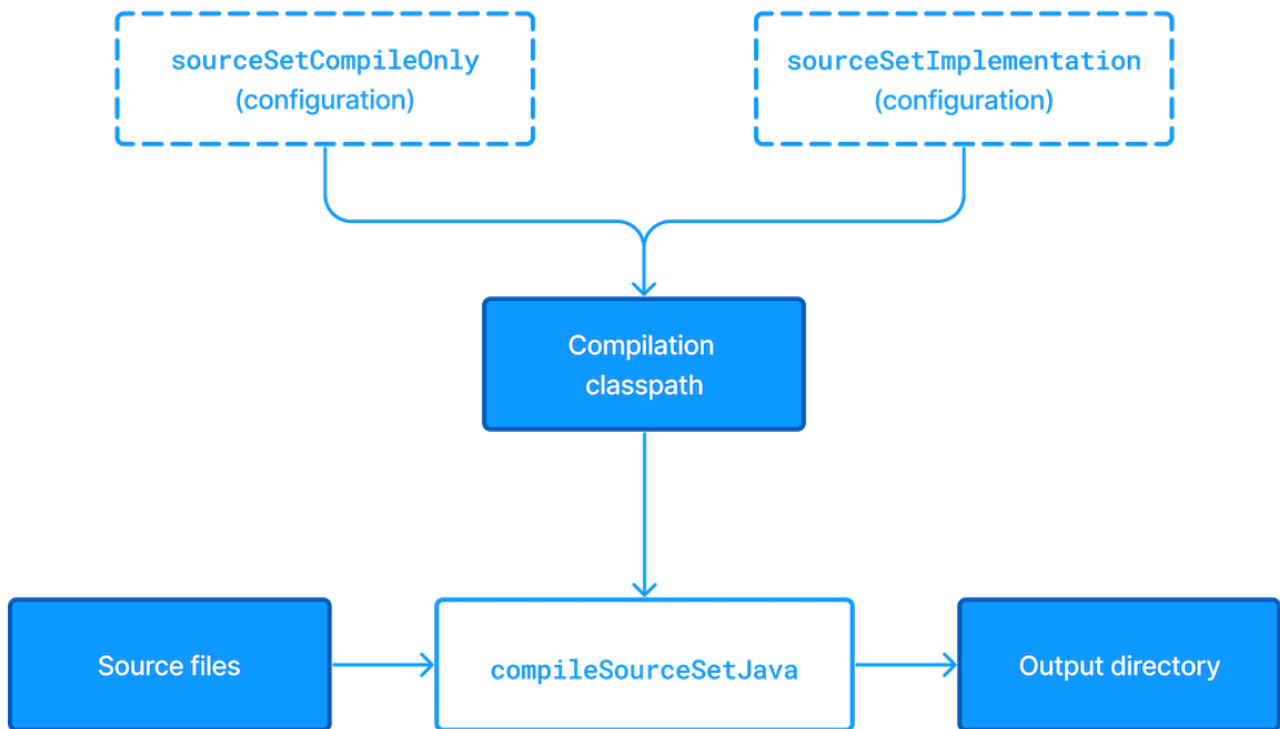 sourceSetCompileOnly
(configuration)
sourceSetImplementation
(configuration)
Compilation
classpath
Source files
compileSourceSetJava
Output directory